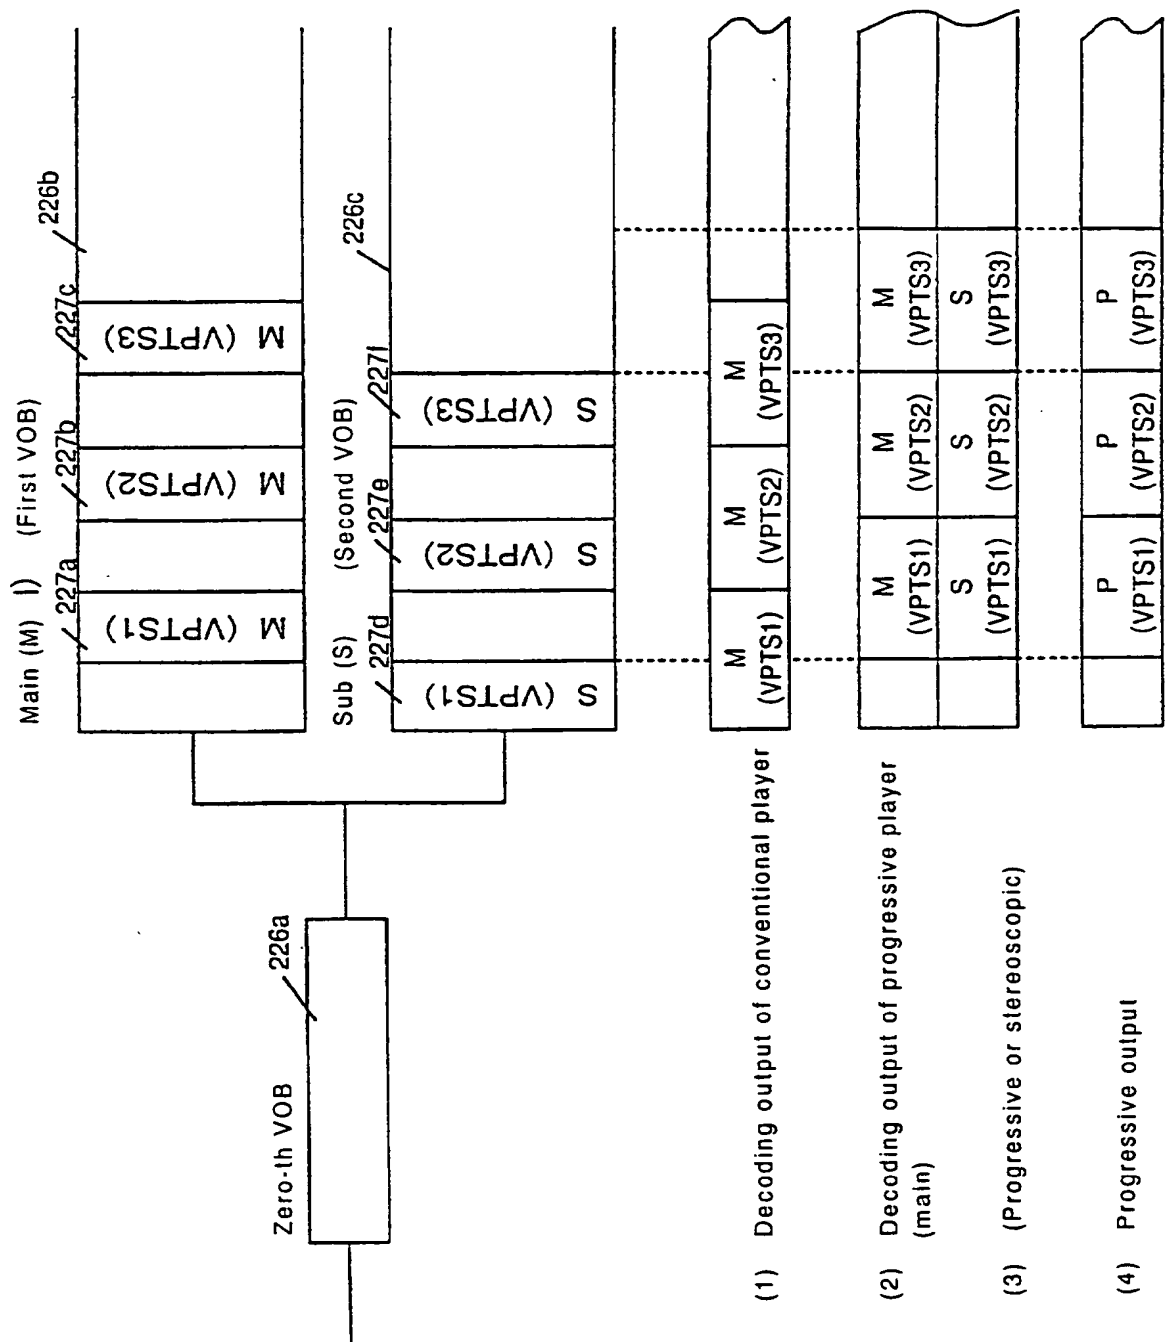 Main (M) I) (First VOB)
227a
227b
227c
226b
M (VPTS1)
M (VPTS2)
M (VPTS3)
Sub (S) (Second VOB)
227d
227e
227f
226c
S (VPTS1)
S (VPTS2)
S (VPTS3)
Zero-th VOB
226a
(1) Decoding output of conventional player
M
(VPTS1)
M
(VPTS2)
M
(VPTS3)
(2) Decoding output of progressive player
(main)
M
(VPTS1)
M
(VPTS2)
M
(VPTS3)
(3) (Progressive or stereoscopic)
S
(VPTS1)
S
(VPTS2)
S
(VPTS3)
(4) Progressive output
P
(VPTS1)
P
(VPTS2)
P
(VPTS3)